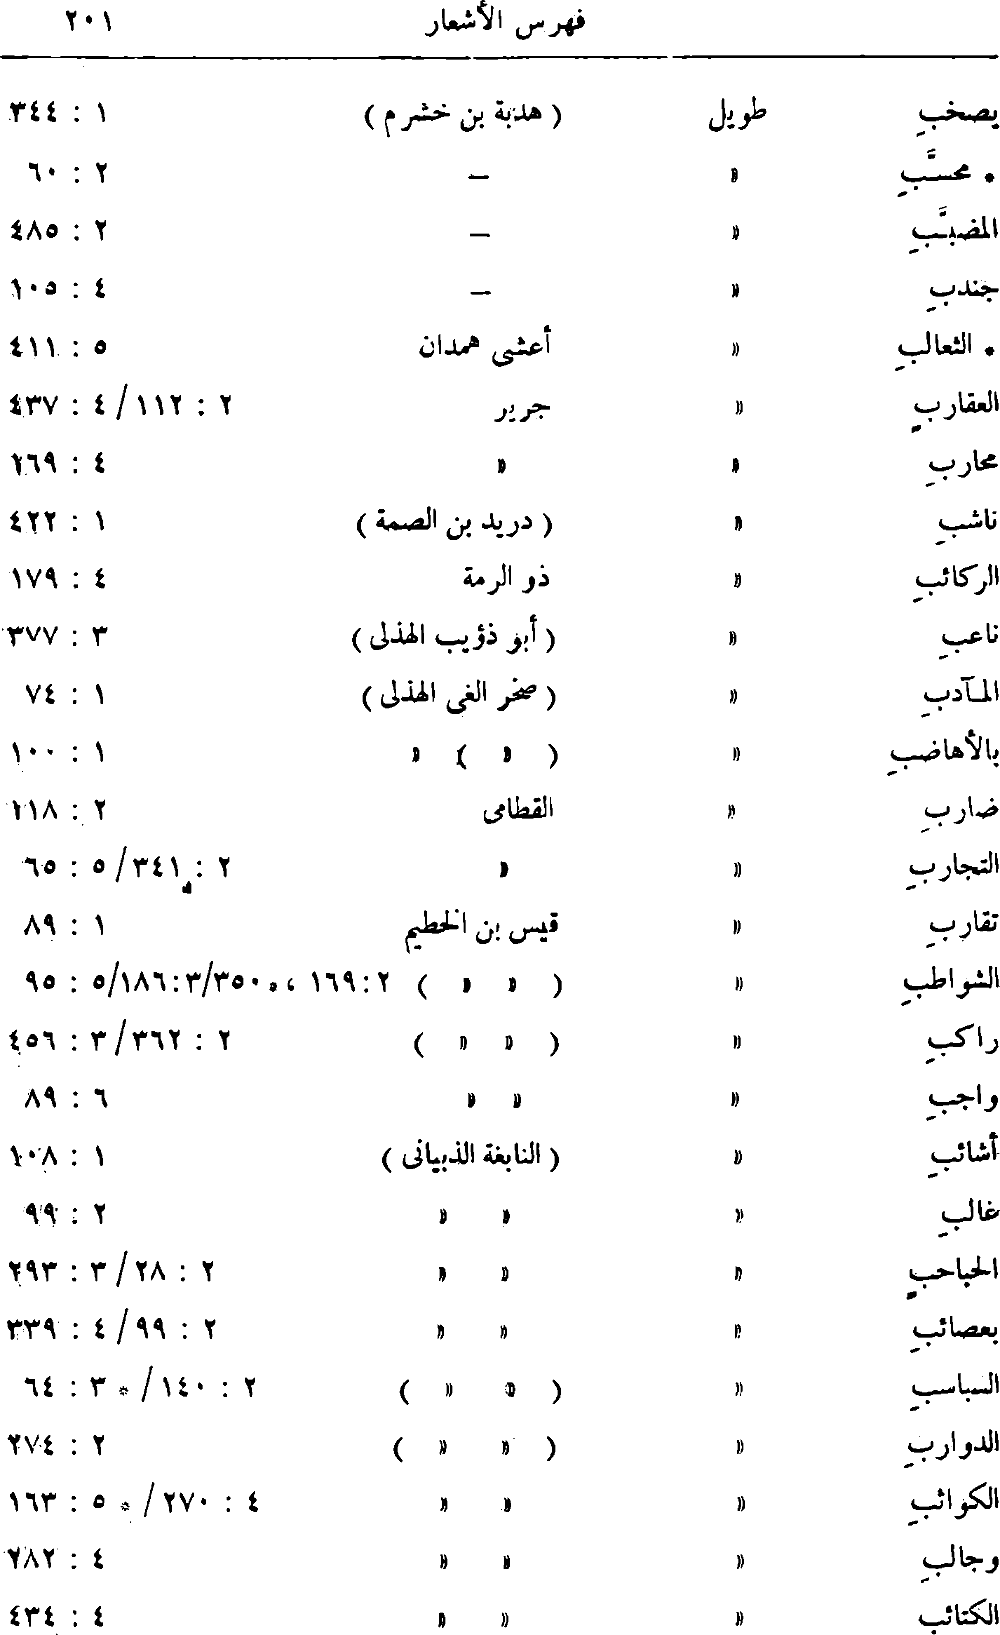 فهرس الأشعار ٢٠١
يصخبِ طويل ( هدبة بن خشرم ) ١ : ٣٤٤
* محسَّبِ » — ٢ : ٦٠
المضبَّبِ » — ٢ : ٤٨٥
جندبِ » — ٤ : ١٠٥
* الثعالبِ » أعشى همدان ٥ : ٤١١
العقاربِ » جرير ٢ : ١١٢ / ٤ : ٤٣٧
محاربِ » » ٤ : ٢٦٩
ناشبِ » ( دريد بن الصمة ) ١ : ٤٢٢
الركائبِ » ذو الرمة ٤ : ١٧٩
ناعبِ » ( أبو ذؤيب الهذلى ) ٣ : ٣٧٧
المـآدبِ » ( صخر الغى الهذلى ) ١ : ٧٤
بالأهاضبِ » ( » ) » ١ : ١٠٠
ضاربِ » القطامى ٢ : ١١٨
التجاربِ » » ٢ : ٣٤١ / ٥ : ٦٥
تقاربِ » قيس بن الخطيم ١ : ٨٩
الشواطبِ » ( » » ) ٢ : ١٦٩ ، * ٣٥٠ / ٣ : ١٨٦ / ٥ : ٩٥
راكبِ » ( » » ) ٢ : ٣٦٢ / ٣ : ٤٥٦
واجبِ » » » ٦ : ٨٩
أشائبِ » ( النابغة الذبيانى ) ١ : ١٠٨
غالبِ » » » ٢ : ٩٩
الحباحبِ » » » ٢ : ٢٨ / ٣ : ٢٩٣
بعصائبِ » » » ٢ : ٩٩ / ٤ : ٣٣٩
السباسبِ » ( » » ) ٢ : ١٤٠ / * ٣ : ٦٤
الدواربِ » ( » » ) ٢ : ٢٧٤
الكواثبِ » » » ٤ : ٢٧٠ / * ٥ : ١٦٣
وجالبِ » » » ٤ : ٢٨٢
الكتائب » » » ٤ : ٤٣٤